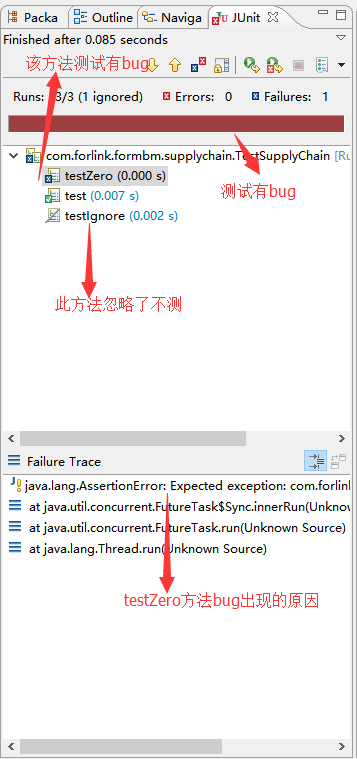 Packa Outline Naviga JUnit
Finished after 0.085 seconds
该方法测试有bug
Runs: 3/3 (1 ignored) Errors: 0 Failures: 1
com.forlink.formbm.supplychain.TestSupplyChain [Ru
testZero (0.000 s)
测试有bug
test (0.007 s)
testIgnore (0.002 s)
此方法忽略了不测
Failure Trace
java.lang.AssertionError: Expected exception: com.forlink
at java.util.concurrent.FutureTask$Sync.innerRun(Unknow
at java.util.concurrent.FutureTask.run(Unknown Source)
at java.lang.Thread.run(Unknown Source)
testZero方法bug出现的原因